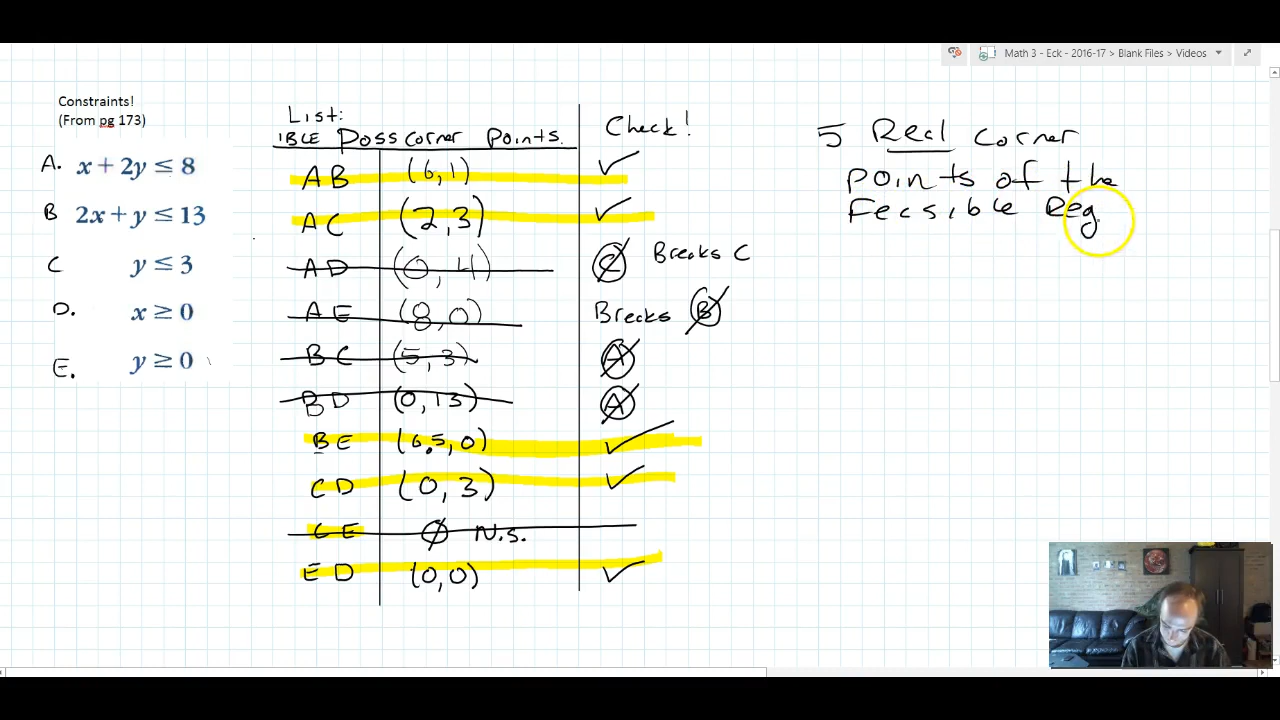 Math 3 - Eck - 2016-17 > Blank Files > Videos
Constraints!
(From pg 173)
A. x + 2y ≤ 8
B 2x + y ≤ 13
C y ≤ 3
D. x ≥ 0
E. y ≥ 0
List:
IBLE Poss corner Points.
Check!
AB (6,1) ✓
AC (2,3) ✓
AD (0,4) C Breaks C
AE (8,0) Breaks B
BC (5,3) A
BD (0,13) A
BE (6.5,0) ✓
CD (0,3) ✓
CE ∅ N.s.
ED (0,0) ✓
5 Real corner
points of the
Feasible Reg